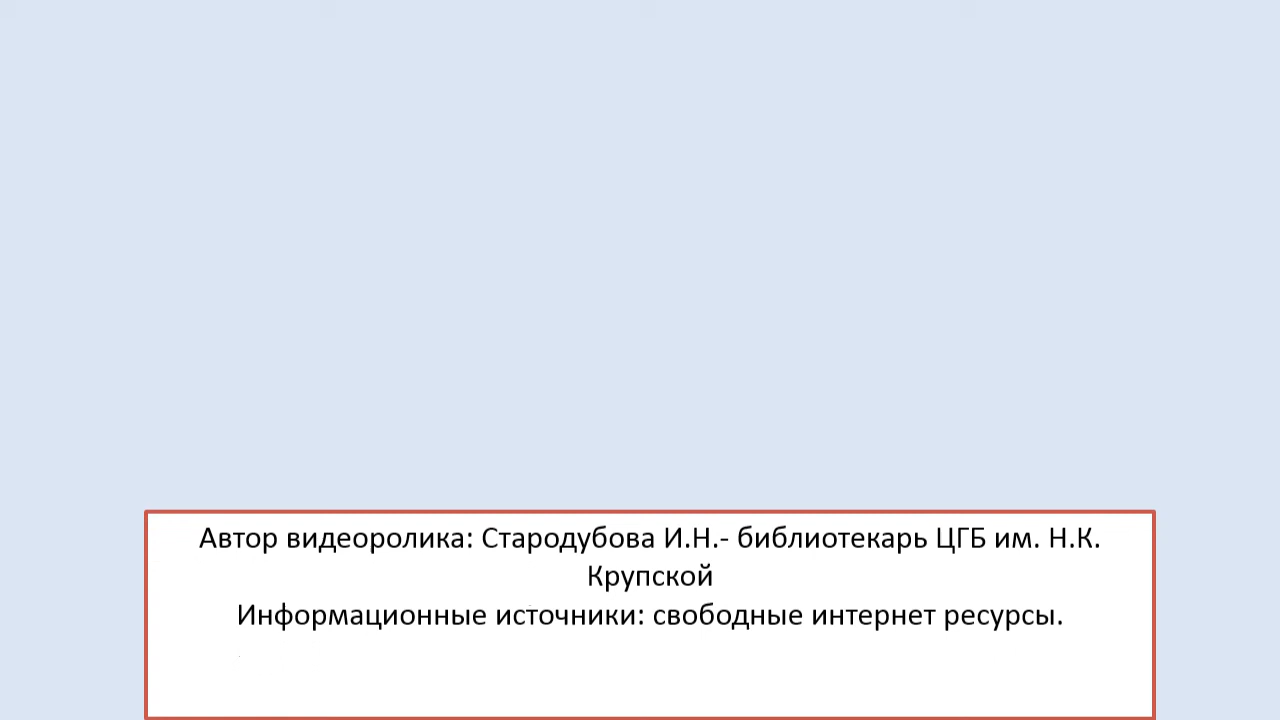 Автор видеоролика: Стародубова И.Н.- библиотекарь ЦГБ им. Н.К.
Крупской
Информационные источники: свободные интернет ресурсы.